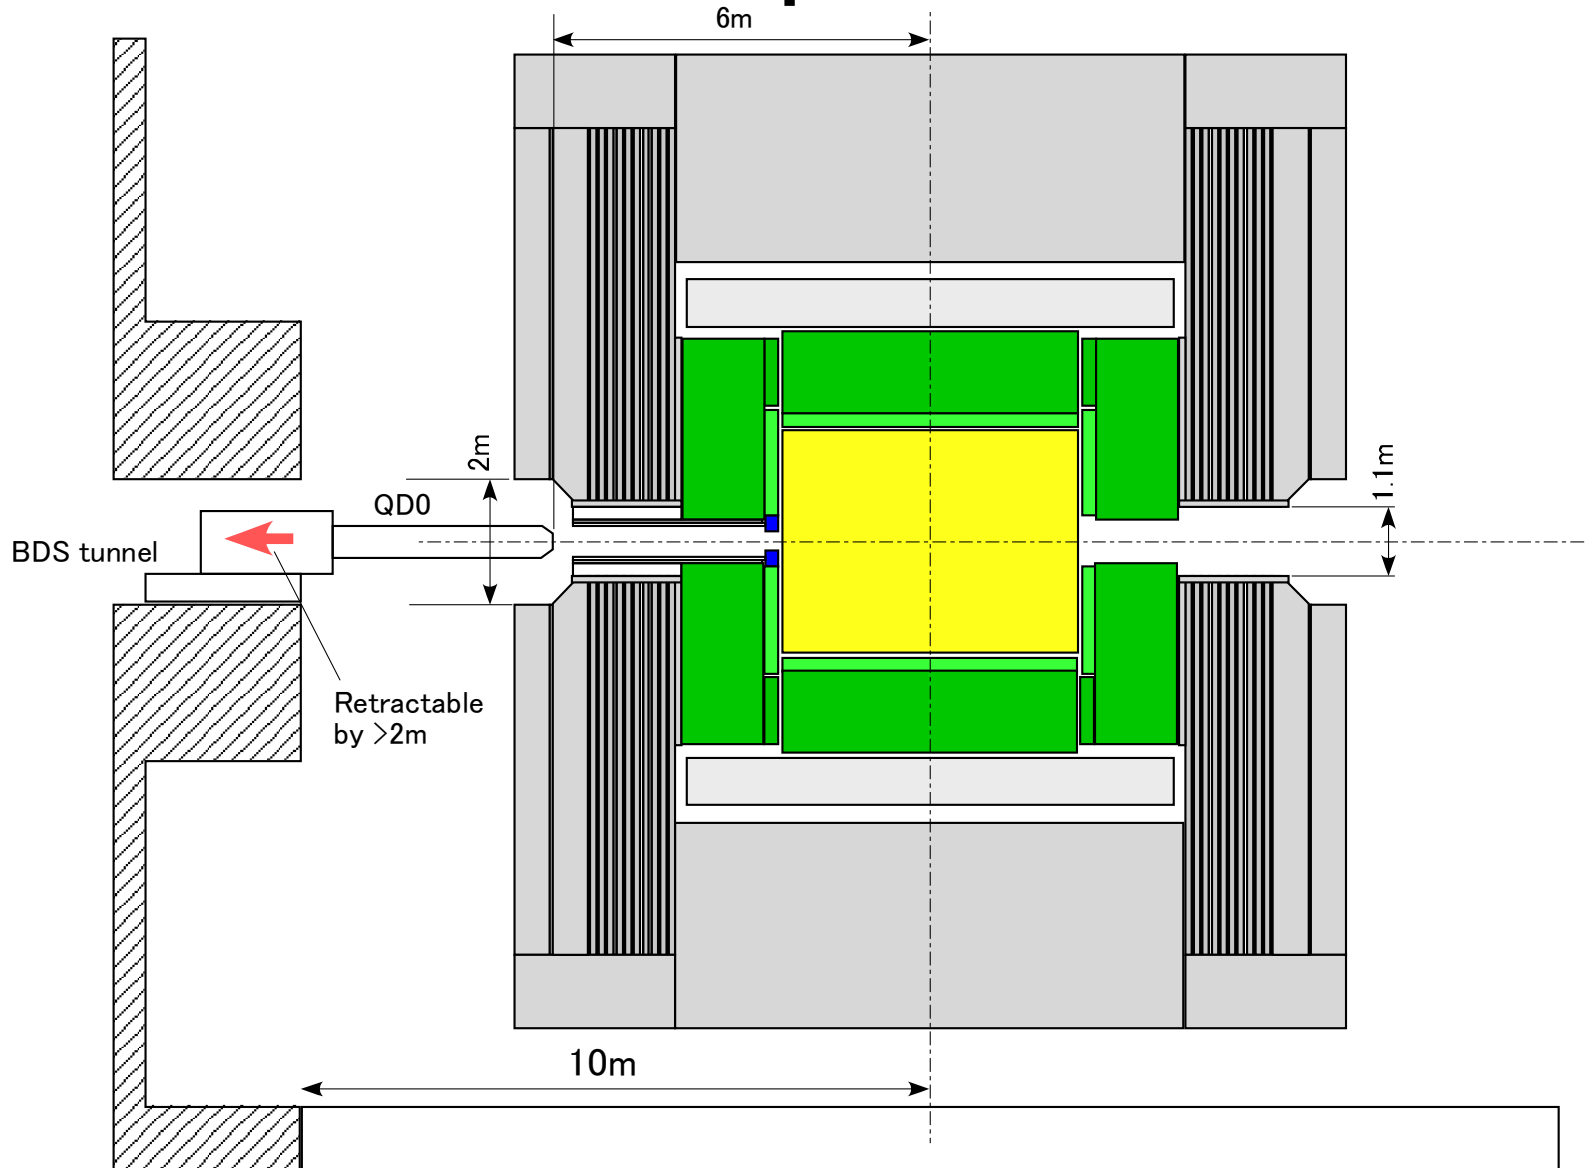 6m
2m
QD0
1.1m
BDS tunnel
Retractable
by >2m
10m